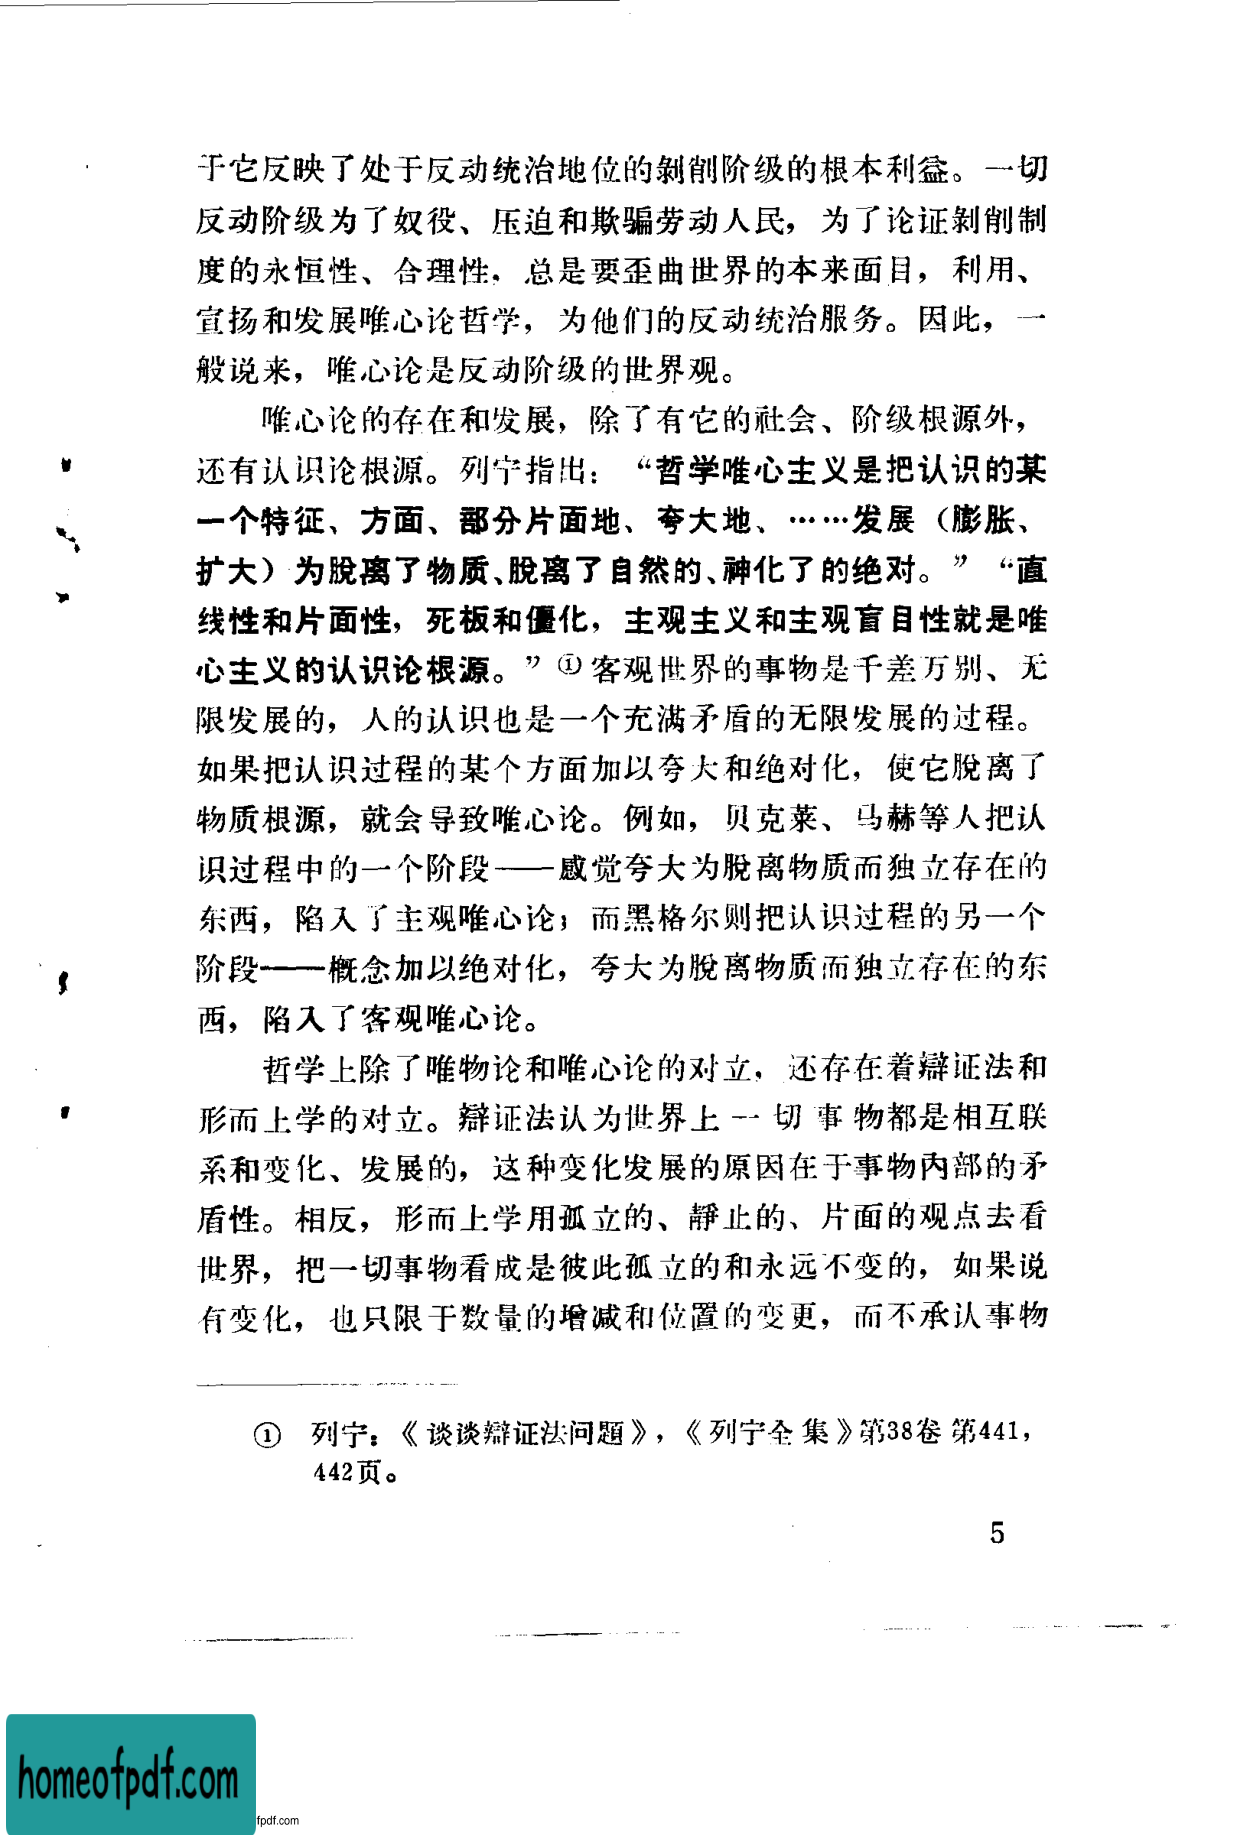 于它反映了处于反动统治地位的剥削阶级的根本利益。一切
反动阶级为了奴役、压迫和欺骗劳动人民，为了论证剥削制
度的永恒性、合理性，总是要歪曲世界的本来面目，利用、
宣扬和发展唯心论哲学，为他们的反动统治服务。因此，一
般说来，唯心论是反动阶级的世界观。
唯心论的存在和发展，除了有它的社会、阶级根源外，
还有认识论根源。列宁指出：“哲学唯心主义是把认识的某
一个特征、方面、部分片面地、夸大地、……发展（膨胀、
扩大）为脱离了物质、脱离了自然的、神化了的绝对。”“直
线性和片面性，死板和僵化，主观主义和主观盲目性就是唯
心主义的认识论根源。”①客观世界的事物是千差万别、无
限发展的，人的认识也是一个充满矛盾的无限发展的过程。
如果把认识过程的某个方面加以夸大和绝对化，使它脱离了
物质根源，就会导致唯心论。例如，贝克莱、马赫等人把认
识过程中的一个阶段——感觉夸大为脱离物质而独立存在的
东西，陷入了主观唯心论；而黑格尔则把认识过程的另一个
阶段——概念加以绝对化，夸大为脱离物质而独立存在的东
西，陷入了客观唯心论。
哲学上除了唯物论和唯心论的对立，还存在着辩证法和
形而上学的对立。辩证法认为世界上一切事物都是相互联
系和变化、发展的，这种变化发展的原因在于事物内部的矛
盾性。相反，形而上学用孤立的、静止的、片面的观点去看
世界，把一切事物看成是彼此孤立的和永远不变的，如果说
有变化，也只限于数量的增减和位置的变更，而不承认事物
① 列宁：《谈谈辩证法问题》，《列宁全集》第38卷 第441，
442页。
5
homeofpdf.com
fpdf.com